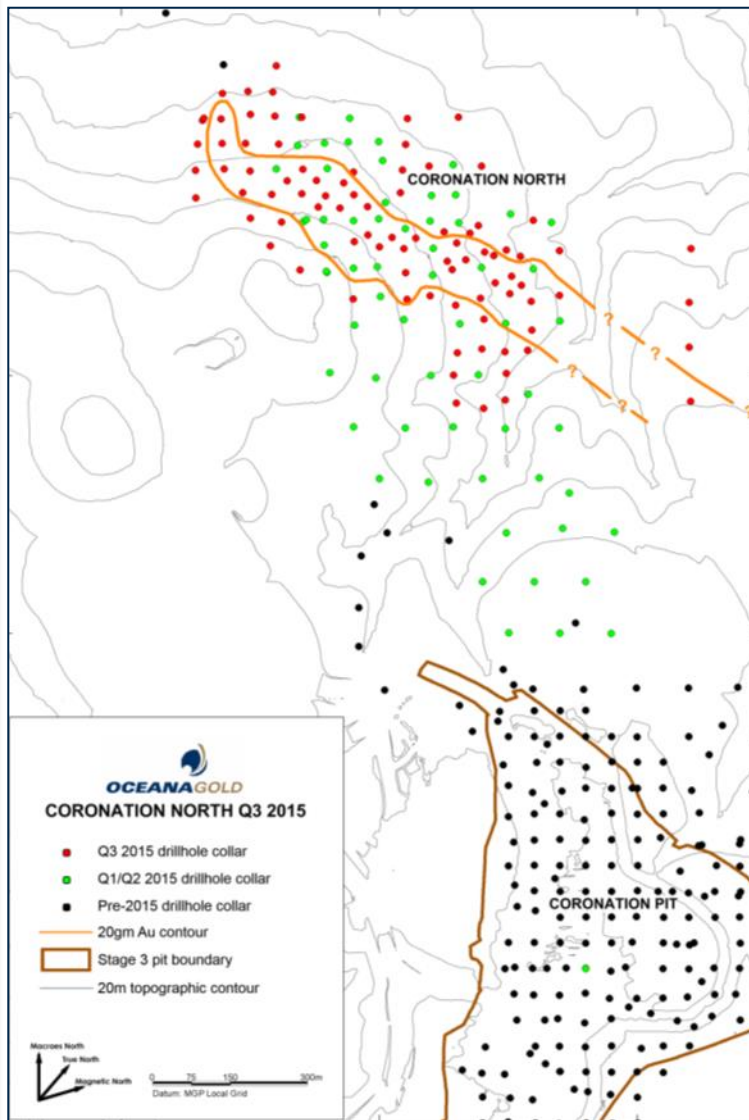 CORONATION NORTH
?
?
?
?
?
?
CORONATION PIT
OCEANAGOLD
CORONATION NORTH Q3 2015
Q3 2015 drillhole collar
Q1/Q2 2015 drillhole collar
Pre-2015 drillhole collar
20gm Au contour
Stage 3 pit boundary
20m topographic contour
Macraes North
True North
Magnetic North
0 75 150 300m
Datum: MGP Local Grid